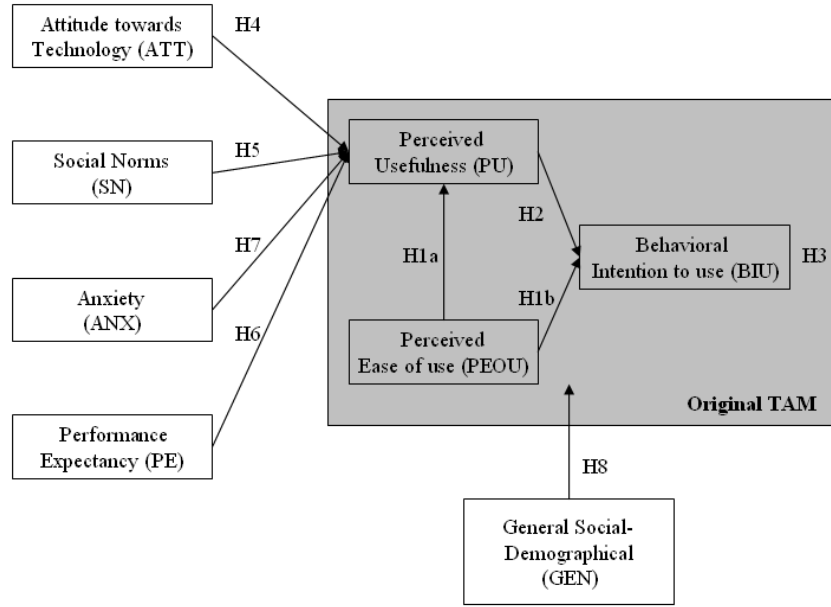 Attitude towards
Technology (ATT)
H4
Social Norms
(SN)
H5
Anxiety
(ANX)
H7
Performance
Expectancy (PE)
H6
Perceived
Usefulness (PU)
H1a
Perceived
Ease of use (PEOU)
H2
H1b
Behavioral
Intention to use (BIU)
H3
Original TAM
H8
General Social-
Demographical
(GEN)